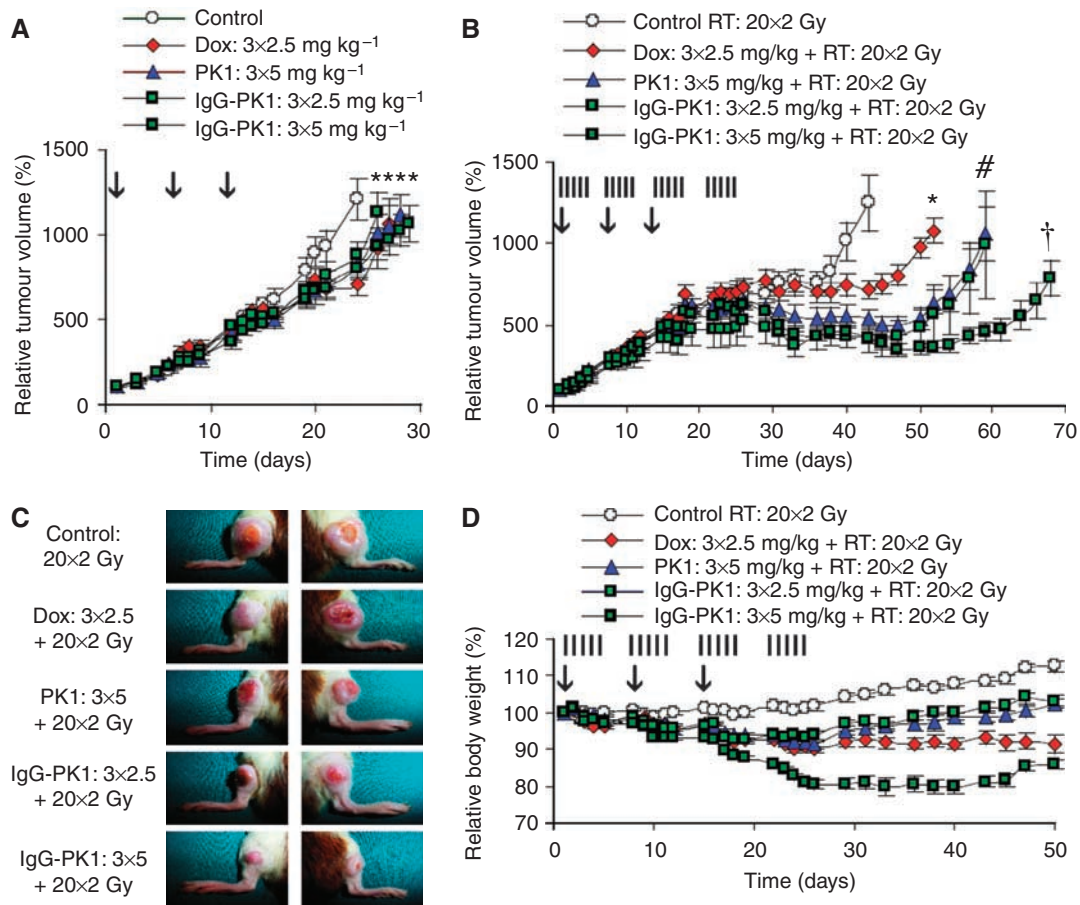 A
Control
Dox: 3×2.5 mg kg⁻¹
PK1: 3×5 mg kg⁻¹
IgG-PK1: 3×2.5 mg kg⁻¹
IgG-PK1: 3×5 mg kg⁻¹
Relative tumour volume (%)
1500
1000
500
0
****
0 10 20 30
Time (days)
B
Control RT: 20×2 Gy
Dox: 3×2.5 mg/kg + RT: 20×2 Gy
PK1: 3×5 mg/kg + RT: 20×2 Gy
IgG-PK1: 3×2.5 mg/kg + RT: 20×2 Gy
IgG-PK1: 3×5 mg/kg + RT: 20×2 Gy
Relative tumour volume (%)
1500
1000
500
0
*
#
†
0 10 20 30 40 50 60 70
Time (days)
C
Control:
20×2 Gy
Dox: 3×2.5
+ 20×2 Gy
PK1: 3×5
+ 20×2 Gy
IgG-PK1: 3×2.5
+ 20×2 Gy
IgG-PK1: 3×5
+ 20×2 Gy
D
Control RT: 20×2 Gy
Dox: 3×2.5 mg/kg + RT: 20×2 Gy
PK1: 3×5 mg/kg + RT: 20×2 Gy
IgG-PK1: 3×2.5 mg/kg + RT: 20×2 Gy
IgG-PK1: 3×5 mg/kg + RT: 20×2 Gy
Relative body weight (%)
120
110
100
90
80
70
0 10 20 30 40 50
Time (days)